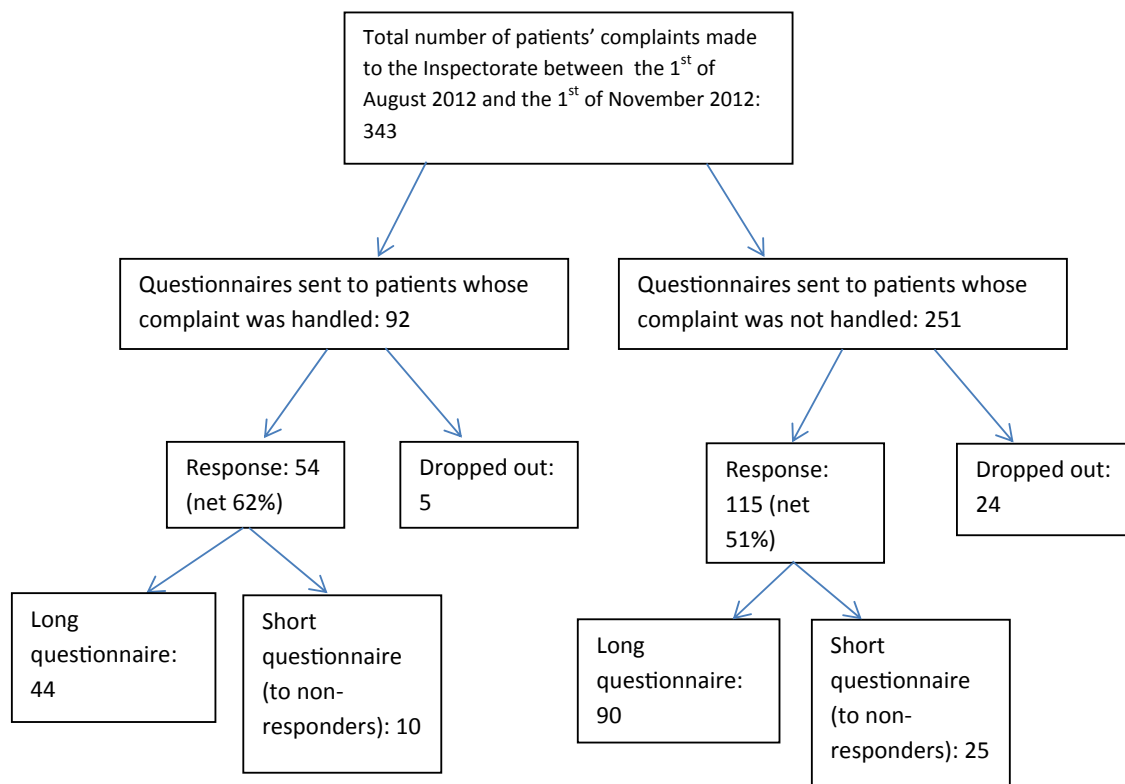 Total number of patients’ complaints made
to the Inspectorate between the 1st of
August 2012 and the 1st of November 2012:
343
Questionnaires sent to patients whose
complaint was handled: 92
Questionnaires sent to patients whose
complaint was not handled: 251
Response: 54
(net 62%)
Dropped out:
5
Response:
115 (net
51%)
Dropped out:
24
Long
questionnaire:
44
Short
questionnaire
(to non-
responders): 10
Long
questionnaire:
90
Short
questionnaire
(to non-
responders): 25